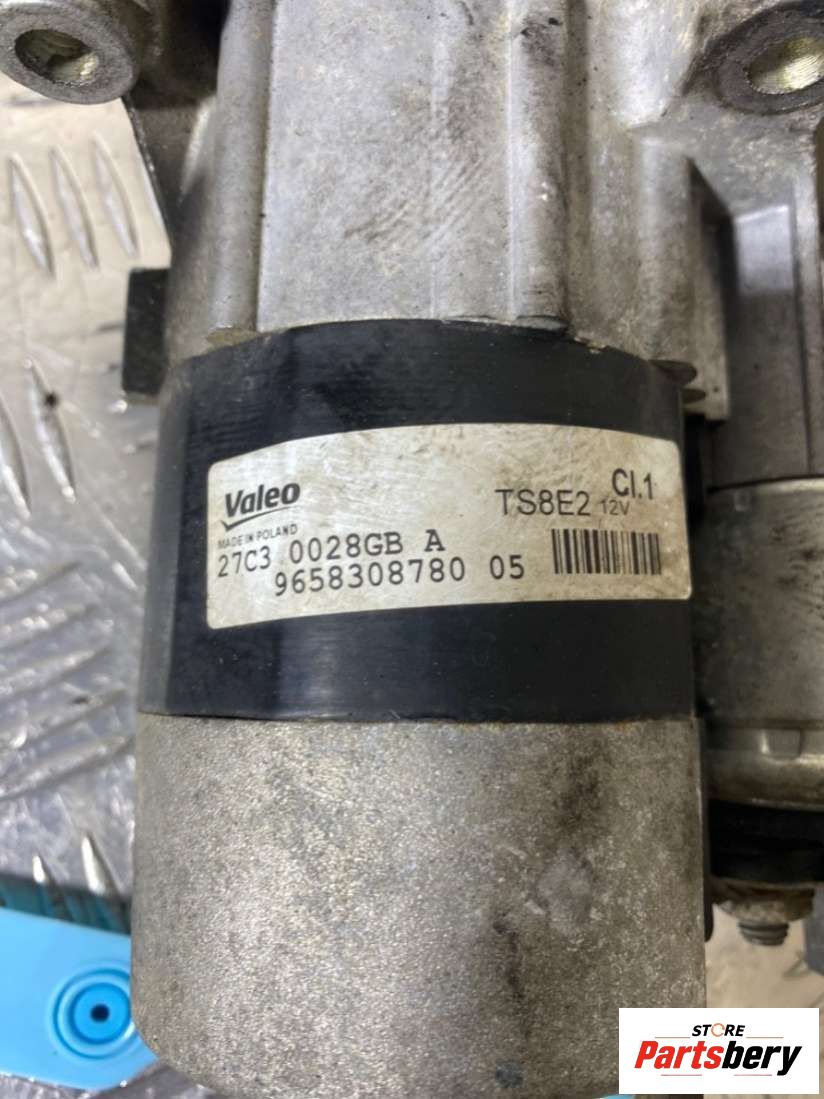 Valeo
TS8E2 12V Cl.1
MADE IN POLAND
27C3 0028GB A
9658308780 05
STORE
Partsbery